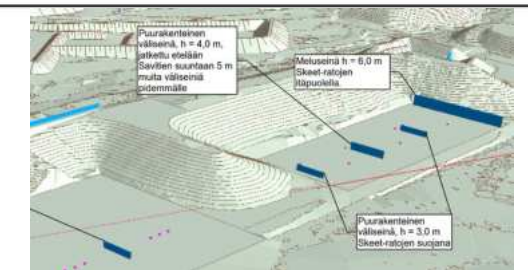 Puurakenteinen
väliseinä, h = 4,0 m,
jatkettu etelään
Savitien suuntaan 5 m
muita väliseiniä
pidemmälle
Meluseinä h = 6,0 m
Skeet-ratojen
itäpuolella.
Puurakenteinen
väliseinä, h = 3,0 m
Skeet-ratojen suojana